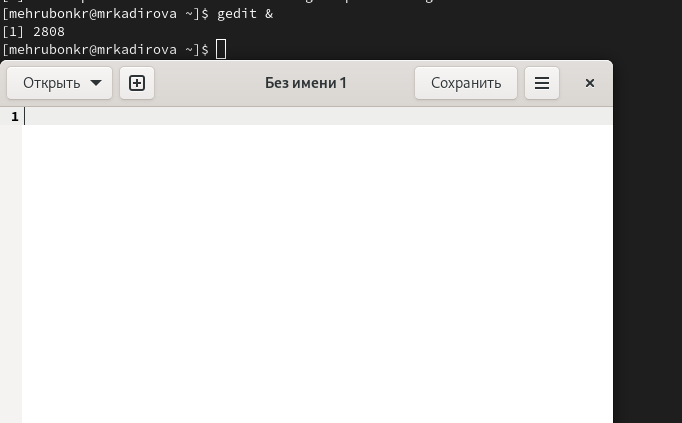 [mehrubonkr@mrkadirova ~]$ gedit &
[1] 2808
[mehrubonkr@mrkadirova ~]$
Открыть Без имени 1 Сохранить
1